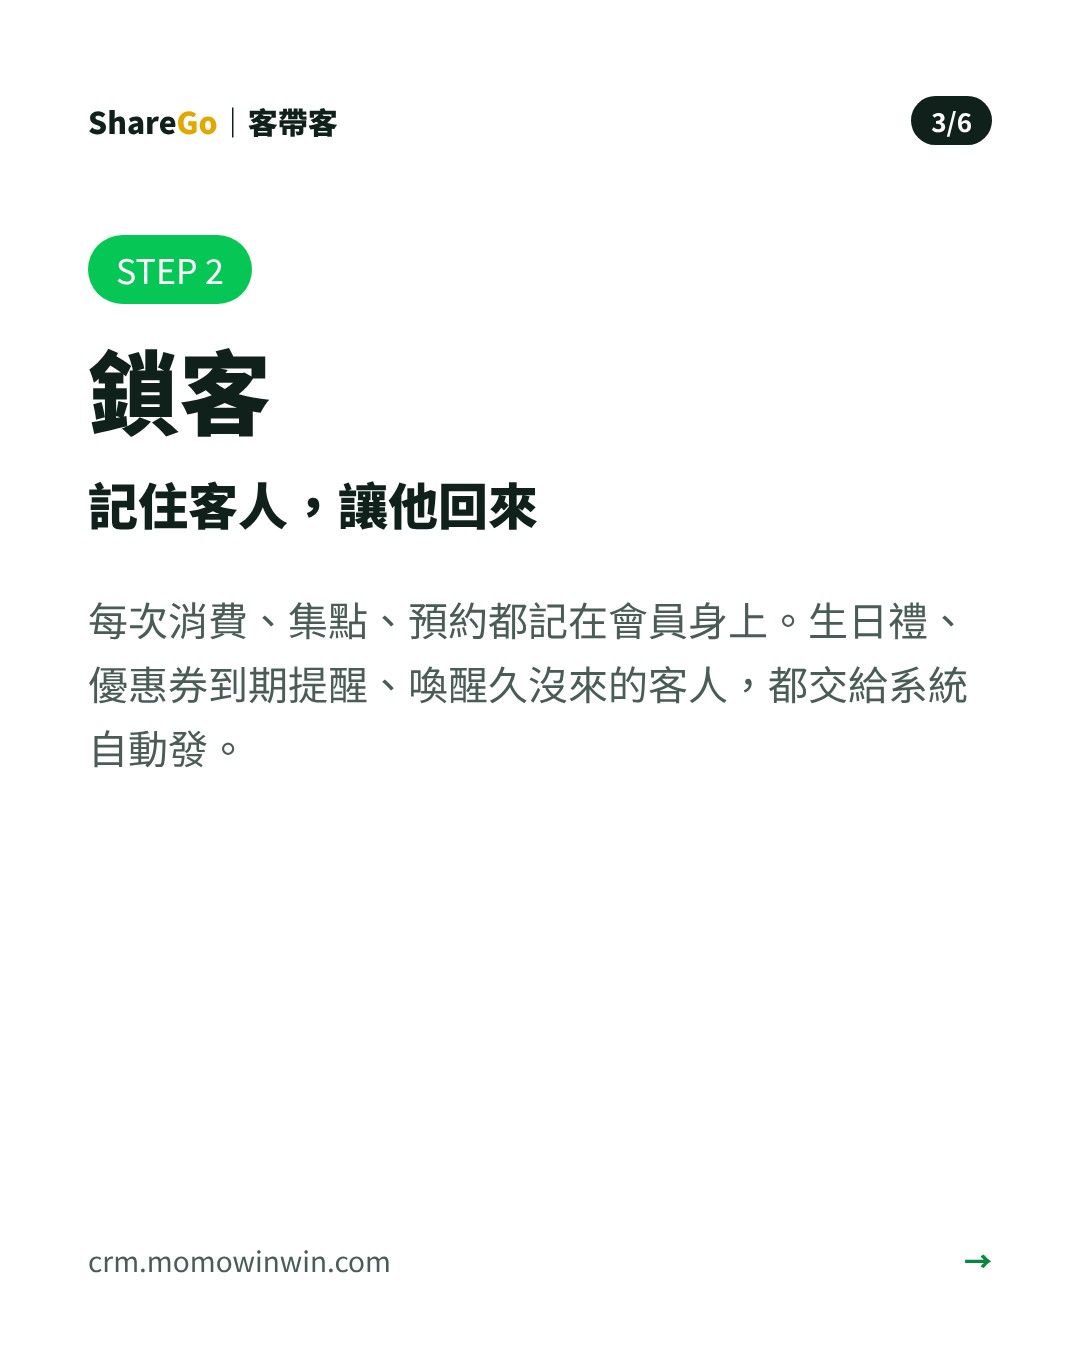 ShareGo｜客帶客
3/6
STEP 2
鎖客
記住客人，讓他回來
每次消費、集點、預約都記在會員身上。生日禮、
優惠券到期提醒、喚醒久沒來的客人，都交給系統
自動發。
crm.momowinwin.com
→